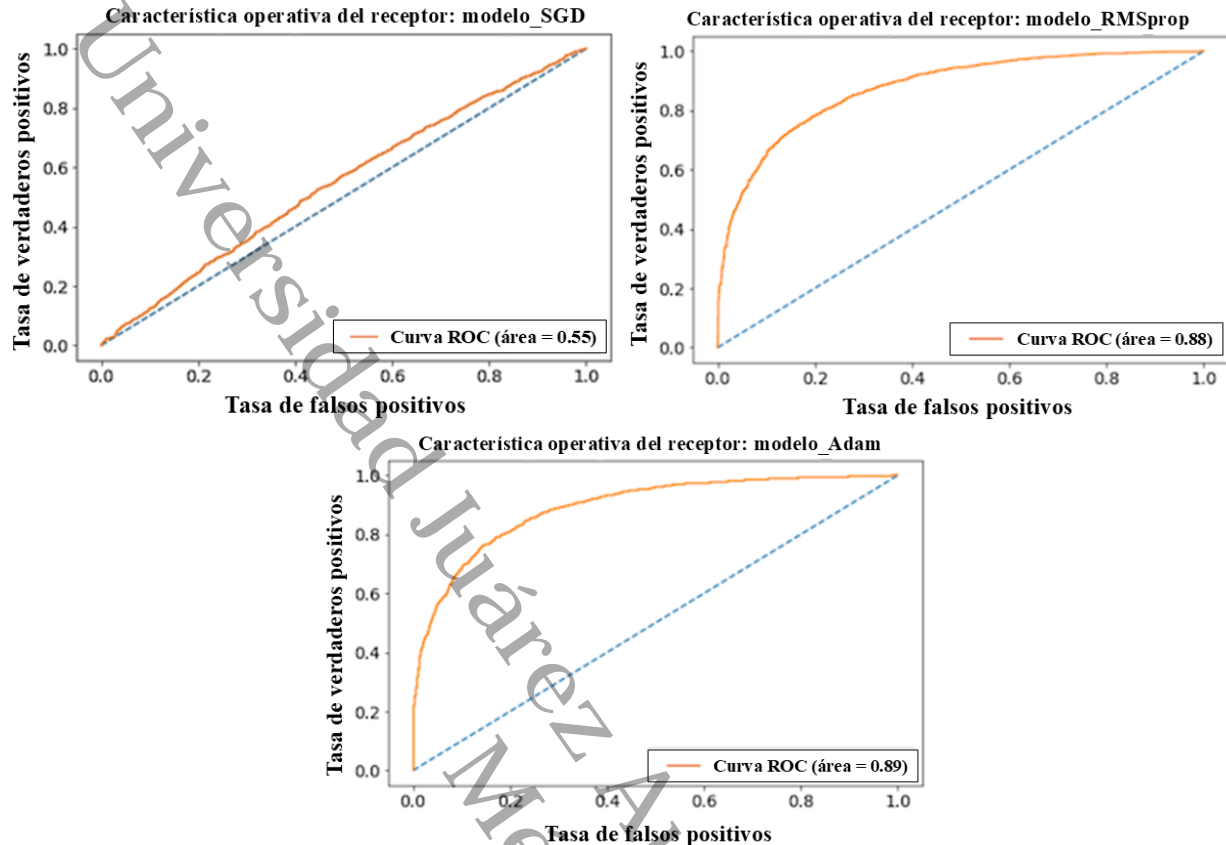 Característica operativa del receptor: modelo_SGD
Tasa de verdaderos positivos
1.0
0.8
0.6
0.4
0.2
0.0
Curva ROC (área = 0.55)
0.0 0.2 0.4 0.6 0.8 1.0
Tasa de falsos positivos
Característica operativa del receptor: modelo_RMSprop
Tasa de verdaderos positivos
1.0
0.8
0.6
0.4
0.2
0.0
Curva ROC (área = 0.88)
0.0 0.2 0.4 0.6 0.8 1.0
Tasa de falsos positivos
Característica operativa del receptor: modelo_Adam
Tasa de verdaderos positivos
1.0
0.8
0.6
0.4
0.2
0.0
Curva ROC (área = 0.89)
0.0 0.2 0.4 0.6 0.8 1.0
Tasa de falsos positivos
Universidad Juárez